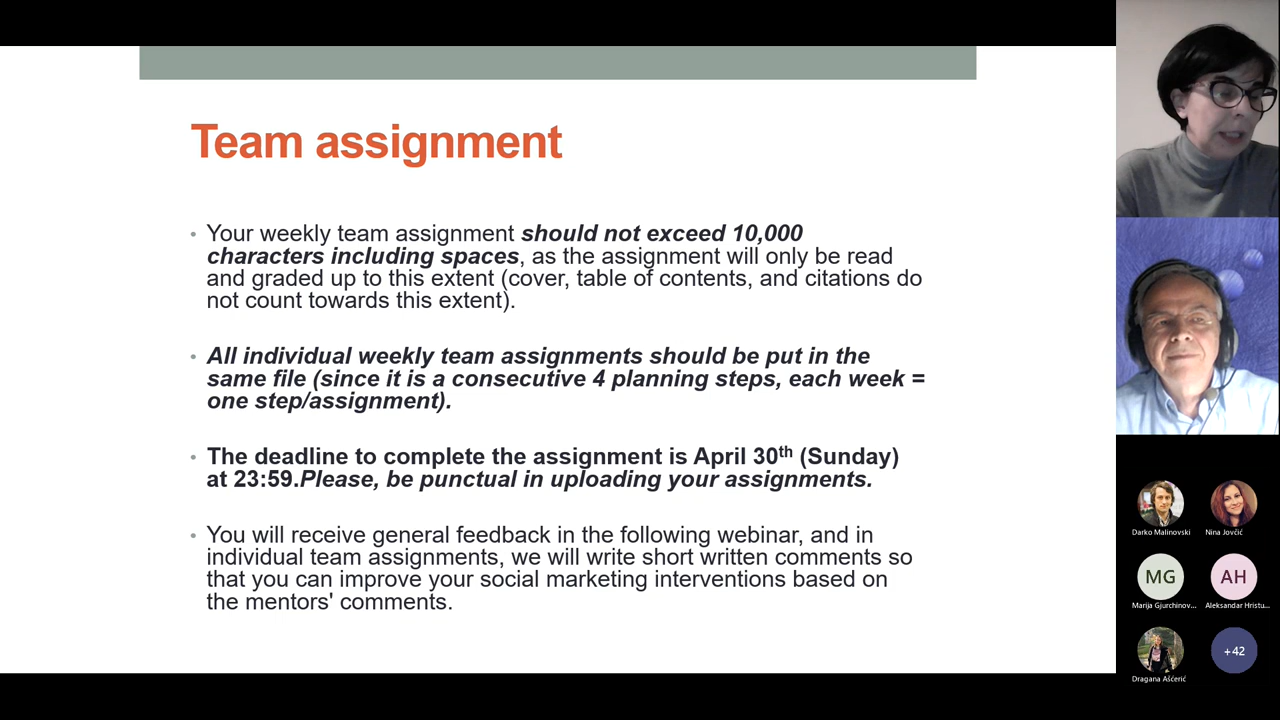 Team assignment
• Your weekly team assignment should not exceed 10,000
characters including spaces, as the assignment will only be read
and graded up to this extent (cover, table of contents, and citations do
not count towards this extent).
• All individual weekly team assignments should be put in the
same file (since it is a consecutive 4 planning steps, each week =
one step/assignment).
• The deadline to complete the assignment is April 30th (Sunday)
at 23:59.Please, be punctual in uploading your assignments.
• You will receive general feedback in the following webinar, and in
individual team assignments, we will write short written comments so
that you can improve your social marketing interventions based on
the mentors' comments.
Darko Malinovski
Nina Jovčić
MG
AH
Marija Gjurchinov...
Aleksandar Hristu...
+42
Dragana Aščerić